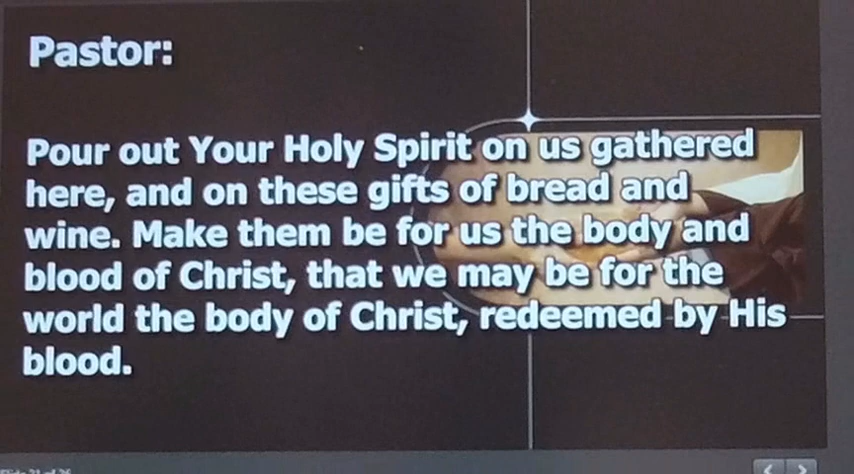 Pastor:
Pour out Your Holy Spirit on us gathered
here, and on these gifts of bread and
wine. Make them be for us the body and
blood of Christ, that we may be for the
world the body of Christ, redeemed by His
blood.